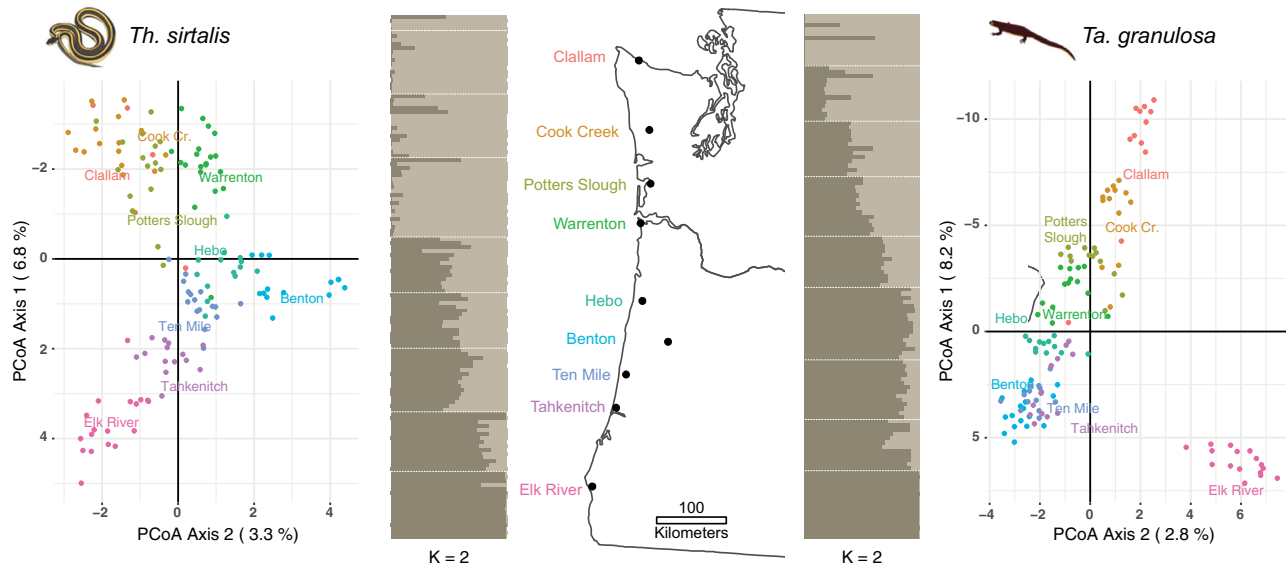 Th. sirtalis
Cook Cr.
Clallam
Warrenton
Potters Slough
Hebo
Benton
Ten Mile
Tahkenitch
Elk River
−2
0
2
4
PCoA Axis 1 ( 6.8 %)
−2
0
2
4
PCoA Axis 2 ( 3.3 %)
K = 2
Clallam
Cook Creek
Potters Slough
Warrenton
Hebo
Benton
Ten Mile
Tahkenitch
Elk River
100
Kilometers
K = 2
Ta. granulosa
Clallam
Potters
Slough
Cook Cr.
Hebo
Warrenton
Benton
Ten Mile
Tahkenitch
Elk River
−10
−5
0
5
PCoA Axis 1 ( 8.2 %)
−4
−2
0
2
4
6
PCoA Axis 2 ( 2.8 %)